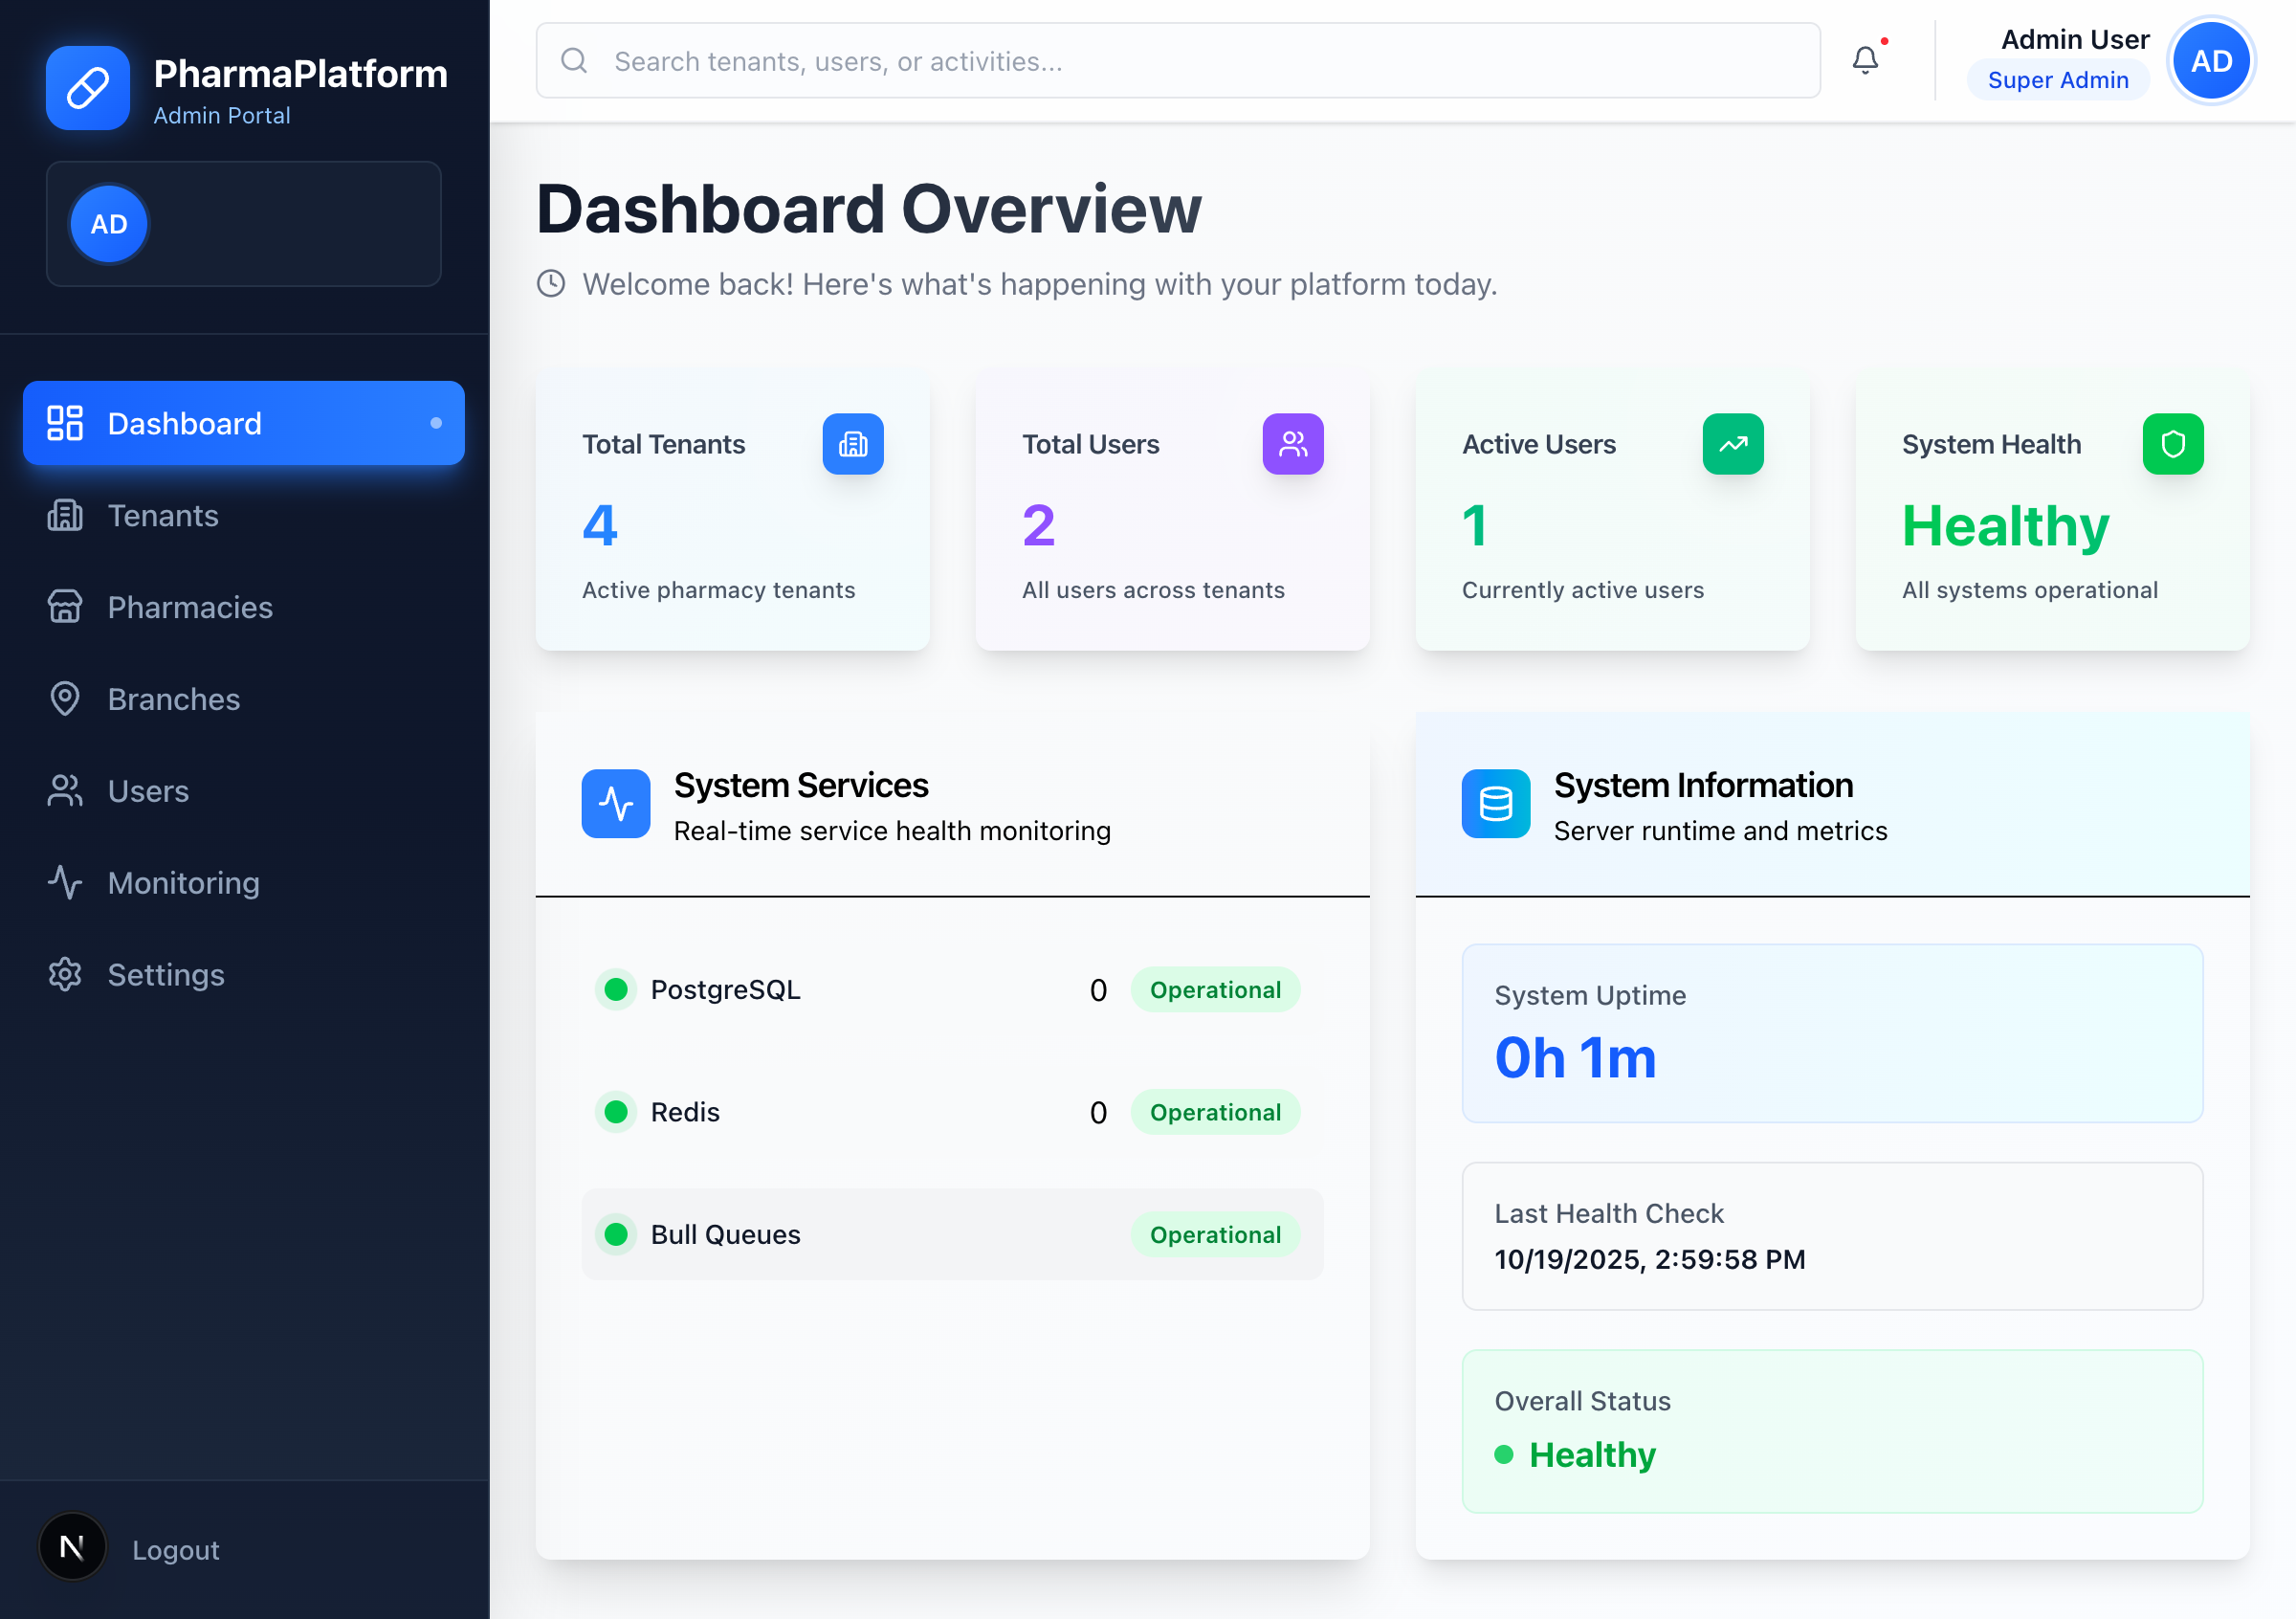 PharmaPlatform
Admin Portal
AD
Dashboard
Tenants
Pharmacies
Branches
Users
Monitoring
Settings
N
Logout
Search tenants, users, or activities...
Admin User
Super Admin
AD
Dashboard Overview
Welcome back! Here's what's happening with your platform today.
Total Tenants
4
Active pharmacy tenants
Total Users
2
All users across tenants
Active Users
1
Currently active users
System Health
Healthy
All systems operational
System Services
Real-time service health monitoring
PostgreSQL 0 Operational
Redis 0 Operational
Bull Queues Operational
System Information
Server runtime and metrics
System Uptime
0h 1m
Last Health Check
10/19/2025, 2:59:58 PM
Overall Status
Healthy